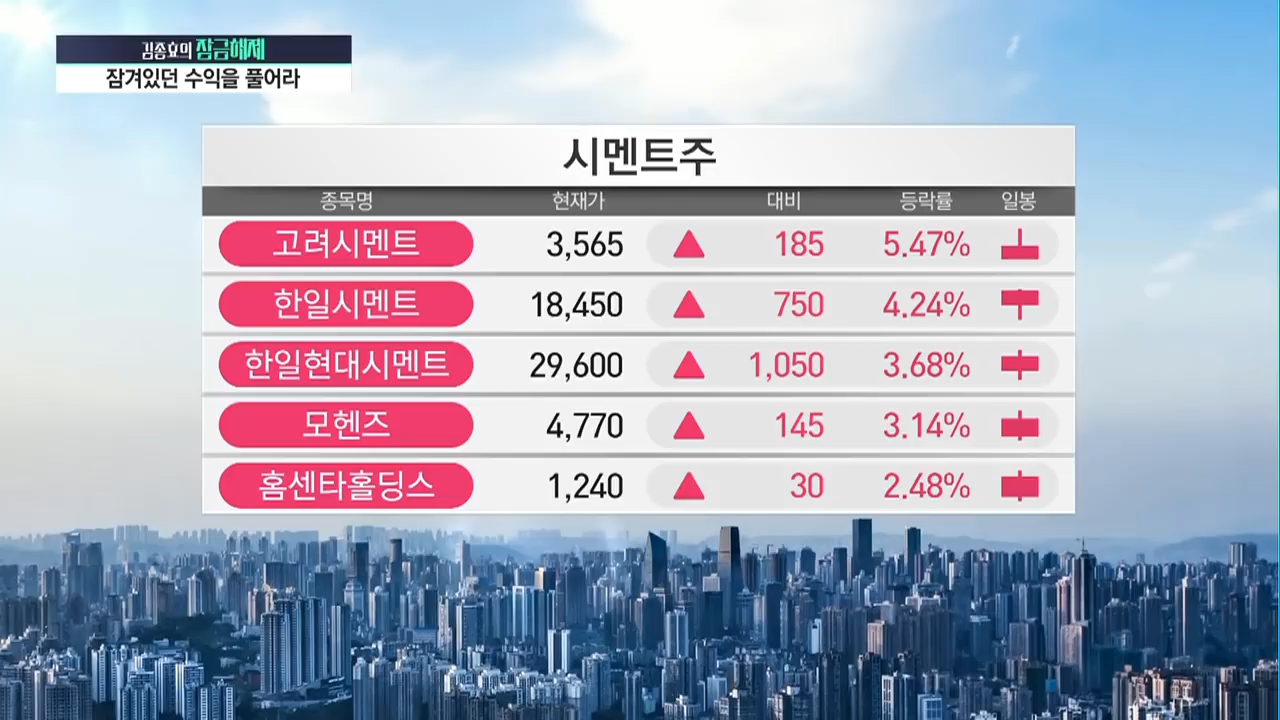 김종효의 잠금해제
잠겨있던 수익을 풀어라
시멘트주
종목명 현재가 대비 등락률 일봉
고려시멘트 3,565 ▲ 185 5.47%
한일시멘트 18,450 ▲ 750 4.24%
한일현대시멘트 29,600 ▲ 1,050 3.68%
모헨즈 4,770 ▲ 145 3.14%
홈센타홀딩스 1,240 ▲ 30 2.48%